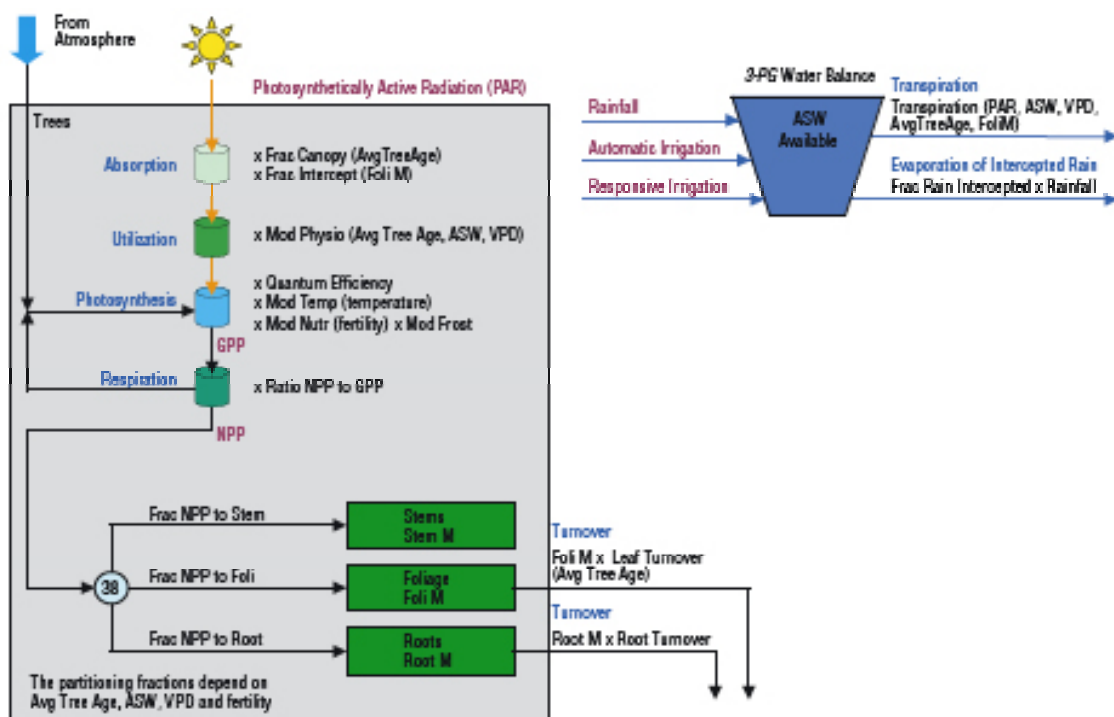 From
Atmosphere
Photosynthetically Active Radiation (PAR)
Trees
Absorption
x Frac Canopy (AvgTreeAge)
x Frac Intercept (Foli M)
Utilization
x Mod Physio (Avg Tree Age, ASW, VPD)
Photosynthesis
x Quantum Efficiency
x Mod Temp (temperature)
x Mod Nutr (fertility) x Mod Frost
GPP
Respiration
x Ratio NPP to GPP
NPP
Frac NPP to Stem
Stems
Stem M
38
Frac NPP to Foli
Foliage
Foli M
Frac NPP to Root
Roots
Root M
The partitioning fractions depend on
Avg Tree Age, ASW, VPD and fertility
Turnover
Foli M x Leaf Turnover
(Avg Tree Age)
Turnover
Root M x Root Turnover
3-PG Water Balance
Rainfall
Automatic Irrigation
Responsive Irrigation
ASW
Available
Transpiration
Transpiration (PAR, ASW, VPD,
AvgTreeAge, FoliM)
Evaporation of Intercepted Rain
Frac Rain Intercepted x Rainfall